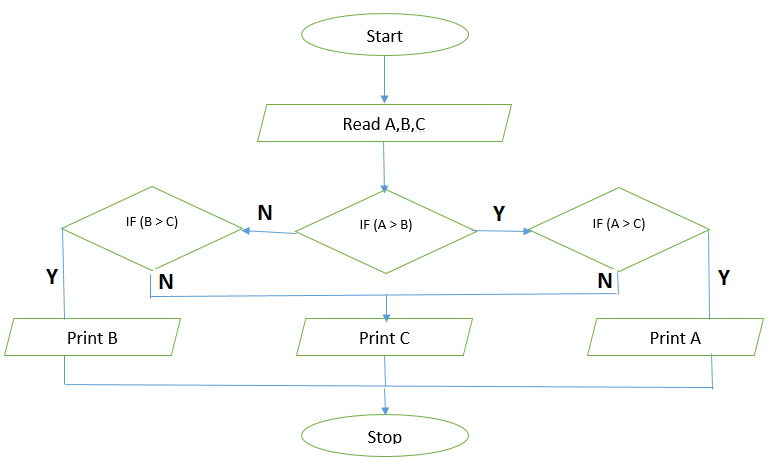 Start
Read A,B,C
IF (B > C)
N
IF (A > B)
Y
IF (A > C)
Y
N
N
Y
Print B
Print C
Print A
Stop